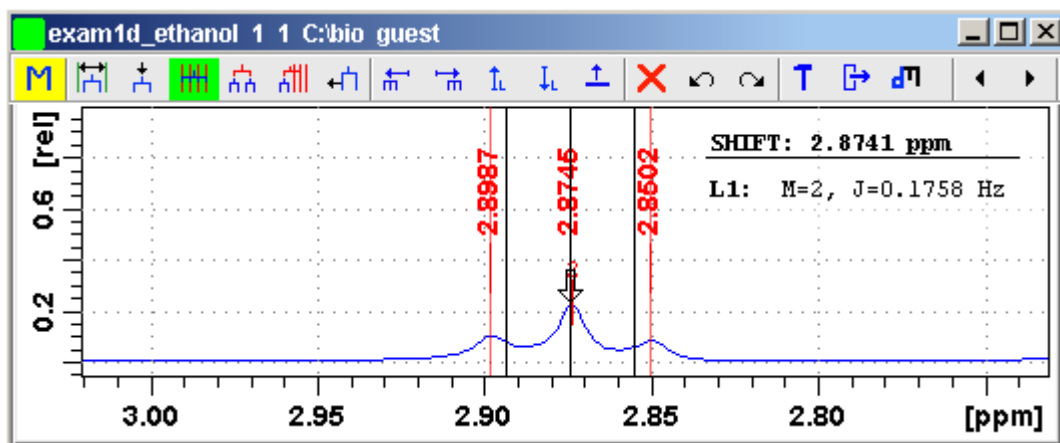 exam1d_ethanol 1 1 C:\bio guest
M
[rel]
0.6
0.2
2.8987
2.8745
2.8502
SHIFT: 2.8741 ppm
L1: M=2, J=0.1758 Hz
3.00 2.95 2.90 2.85 2.80 [ppm]